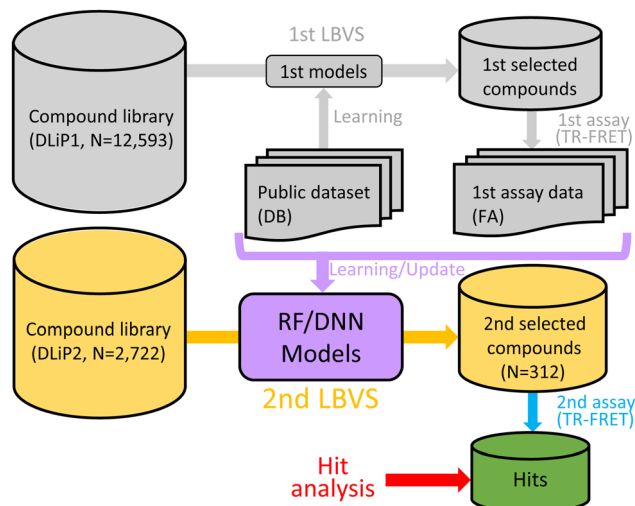 1st LBVS
Compound library
(DLiP1, N=12,593)
1st models
1st selected
compounds
Learning
1st assay
(TR-FRET)
Public dataset
(DB)
1st assay data
(FA)
Learning/Update
Compound library
(DLiP2, N=2,722)
RF/DNN
Models
2nd selected
compounds
(N=312)
2nd LBVS
2nd assay
(TR-FRET)
Hit
analysis
Hits